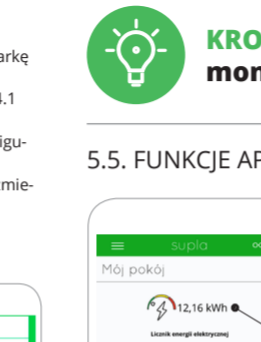 arkę
4.1
igu-
zmie-
KRO
mon
5.5. FUNKCJE AP
supla
Mój pokój
12,16 kWh
Licznik energii elektrycznej